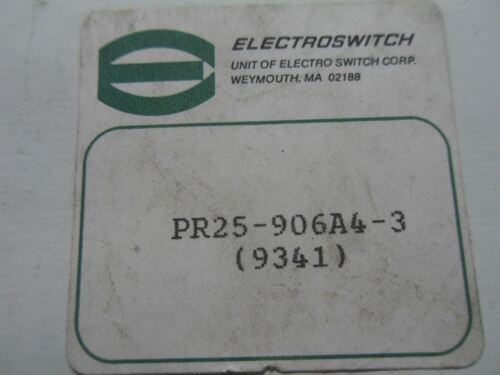 ELECTROSWITCH
UNIT OF ELECTRO SWITCH CORP.
WEYMOUTH, MA 02188
PR25-906A4-3
(9341)